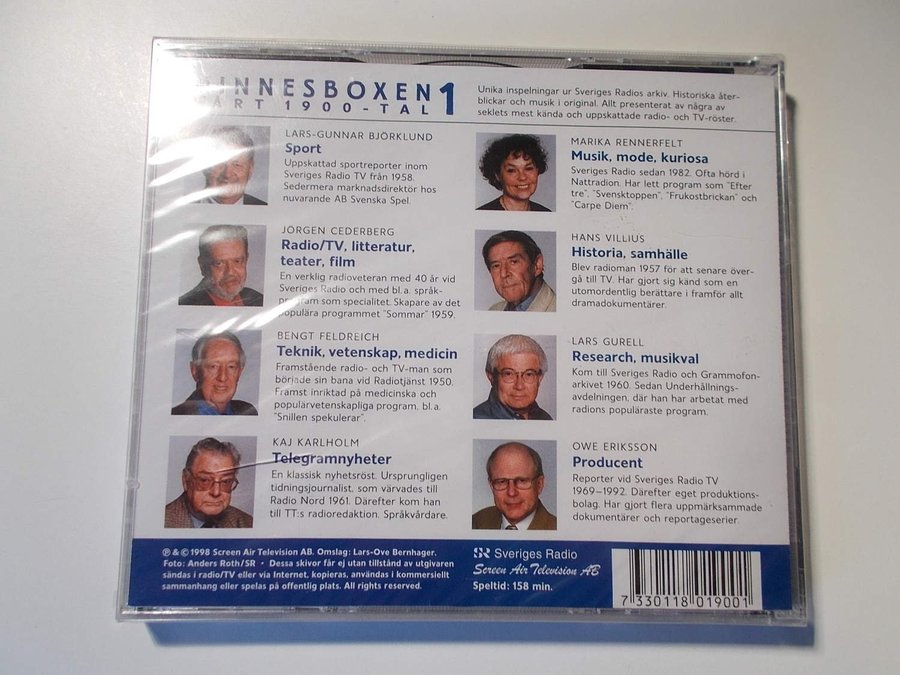 INNESBOXEN 1
ÅRT 1900-TAL
Unika inspelningar ur Sveriges Radios arkiv. Historiska åter-
blickar och musik i original. Allt presenterat av några av
seklets mest kända och uppskattade radio- och TV-röster.
LARS-GUNNAR BJÖRKLUND
Sport
Uppskattad sportreporter inom
Sveriges Radio TV från 1958.
Sedermera marknadsdirektör hos
nuvarande AB Svenska Spel.
JÖRGEN CEDERBERG
Radio/TV, litteratur,
teater, film
En verklig radioveteran med 40 år vid
Sveriges Radio och med bl.a. språk-
program som specialitet. Skapare av det
populära programmet "Sommar" 1959.
BENGT FELDREICH
Teknik, vetenskap, medicin
Framstående radio- och TV-man som
började sin bana vid Radiotjänst 1950.
Främst inriktad på medicinska och
populärvetenskapliga program, bl.a.
"Snillen spekulerar".
KAJ KARLHOLM
Telegramnyheter
En klassisk nyhetsröst. Ursprungligen
tidningsjournalist, som värvades till
Radio Nord 1961. Därefter kom han
till TT:s radioredaktion. Språkvårdare.
MARIKA RENNERFELT
Musik, mode, kuriosa
Sveriges Radio sedan 1982. Ofta hörd i
Nattradion. Har lett program som "Efter
tre", "Svensktoppen", "Frukostbrickan" och
"Carpe Diem".
HANS VILLIUS
Historia, samhälle
Blev radioman 1957 för att senare över-
gå till TV. Har gjort sig känd som en
utomordentlig berättare i framför allt
dramadokumentärer.
LARS GURELL
Research, musikval
Kom till Sveriges Radio och Grammofon-
arkivet 1960. Sedan Underhållnings-
avdelningen, där han har arbetat med
radions populäraste program.
OWE ERIKSSON
Producent
Reporter vid Sveriges Radio TV
1969–1992. Därefter eget produktions-
bolag. Har gjort flera uppmärksammade
dokumentärer och reportageserier.
℗ & © 1998 Screen Air Television AB. Omslag: Lars-Ove Bernhager.
Foto: Anders Roth/SR • Dessa skivor får ej utan tillstånd av utgivaren
sändas i radio/TV eller via Internet, kopieras, användas i kommersiellt
sammanhang eller spelas på offentlig plats. All rights reserved.
SR Sveriges Radio
Screen Air Television AB
Speltid: 158 min.
7 330118 019001